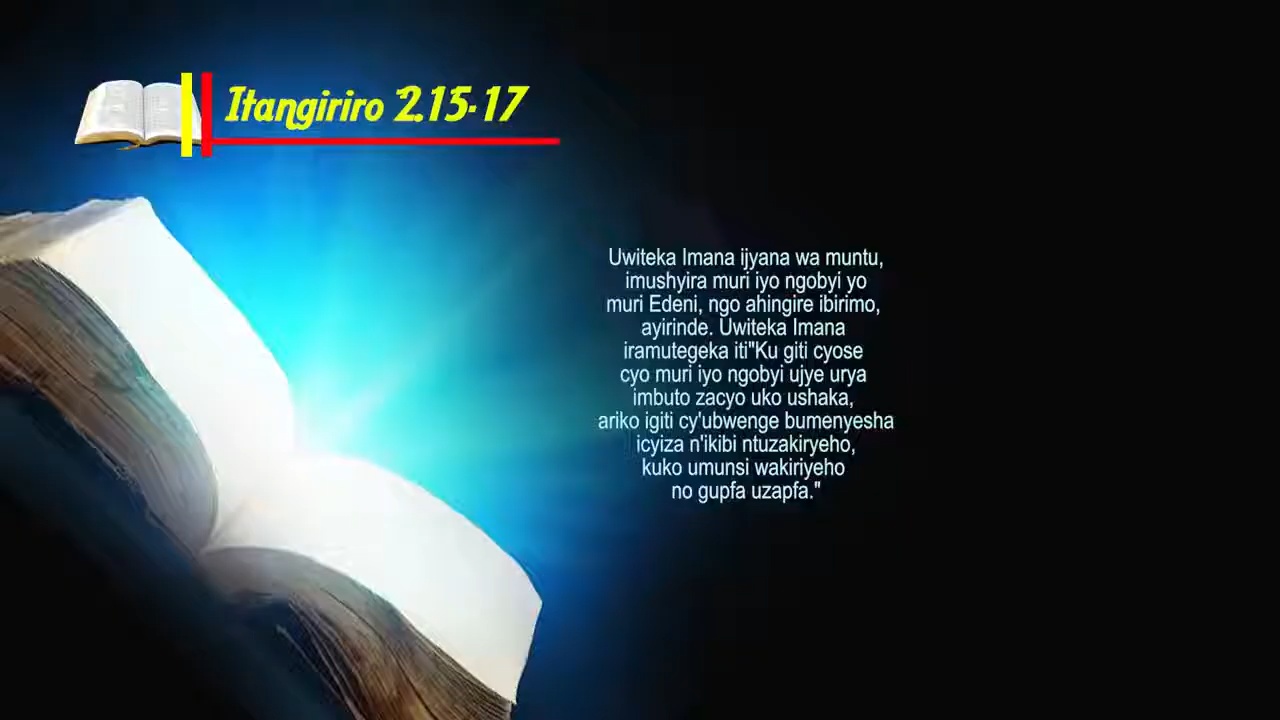 Itangiriro 2.15-17
Uwiteka Imana ijyana wa muntu,
imushyira muri iyo ngobyi yo
muri Edeni, ngo ahingire ibirimo,
ayirinde. Uwiteka Imana
iramutegeka iti"Ku giti cyose
cyo muri iyo ngobyi ujye urya
imbuto zacyo uko ushaka,
ariko igiti cy'ubwenge bumenyesha
icyiza n'ikibi ntuzakiryeho,
kuko umunsi wakiriyeho
no gupfa uzapfa."